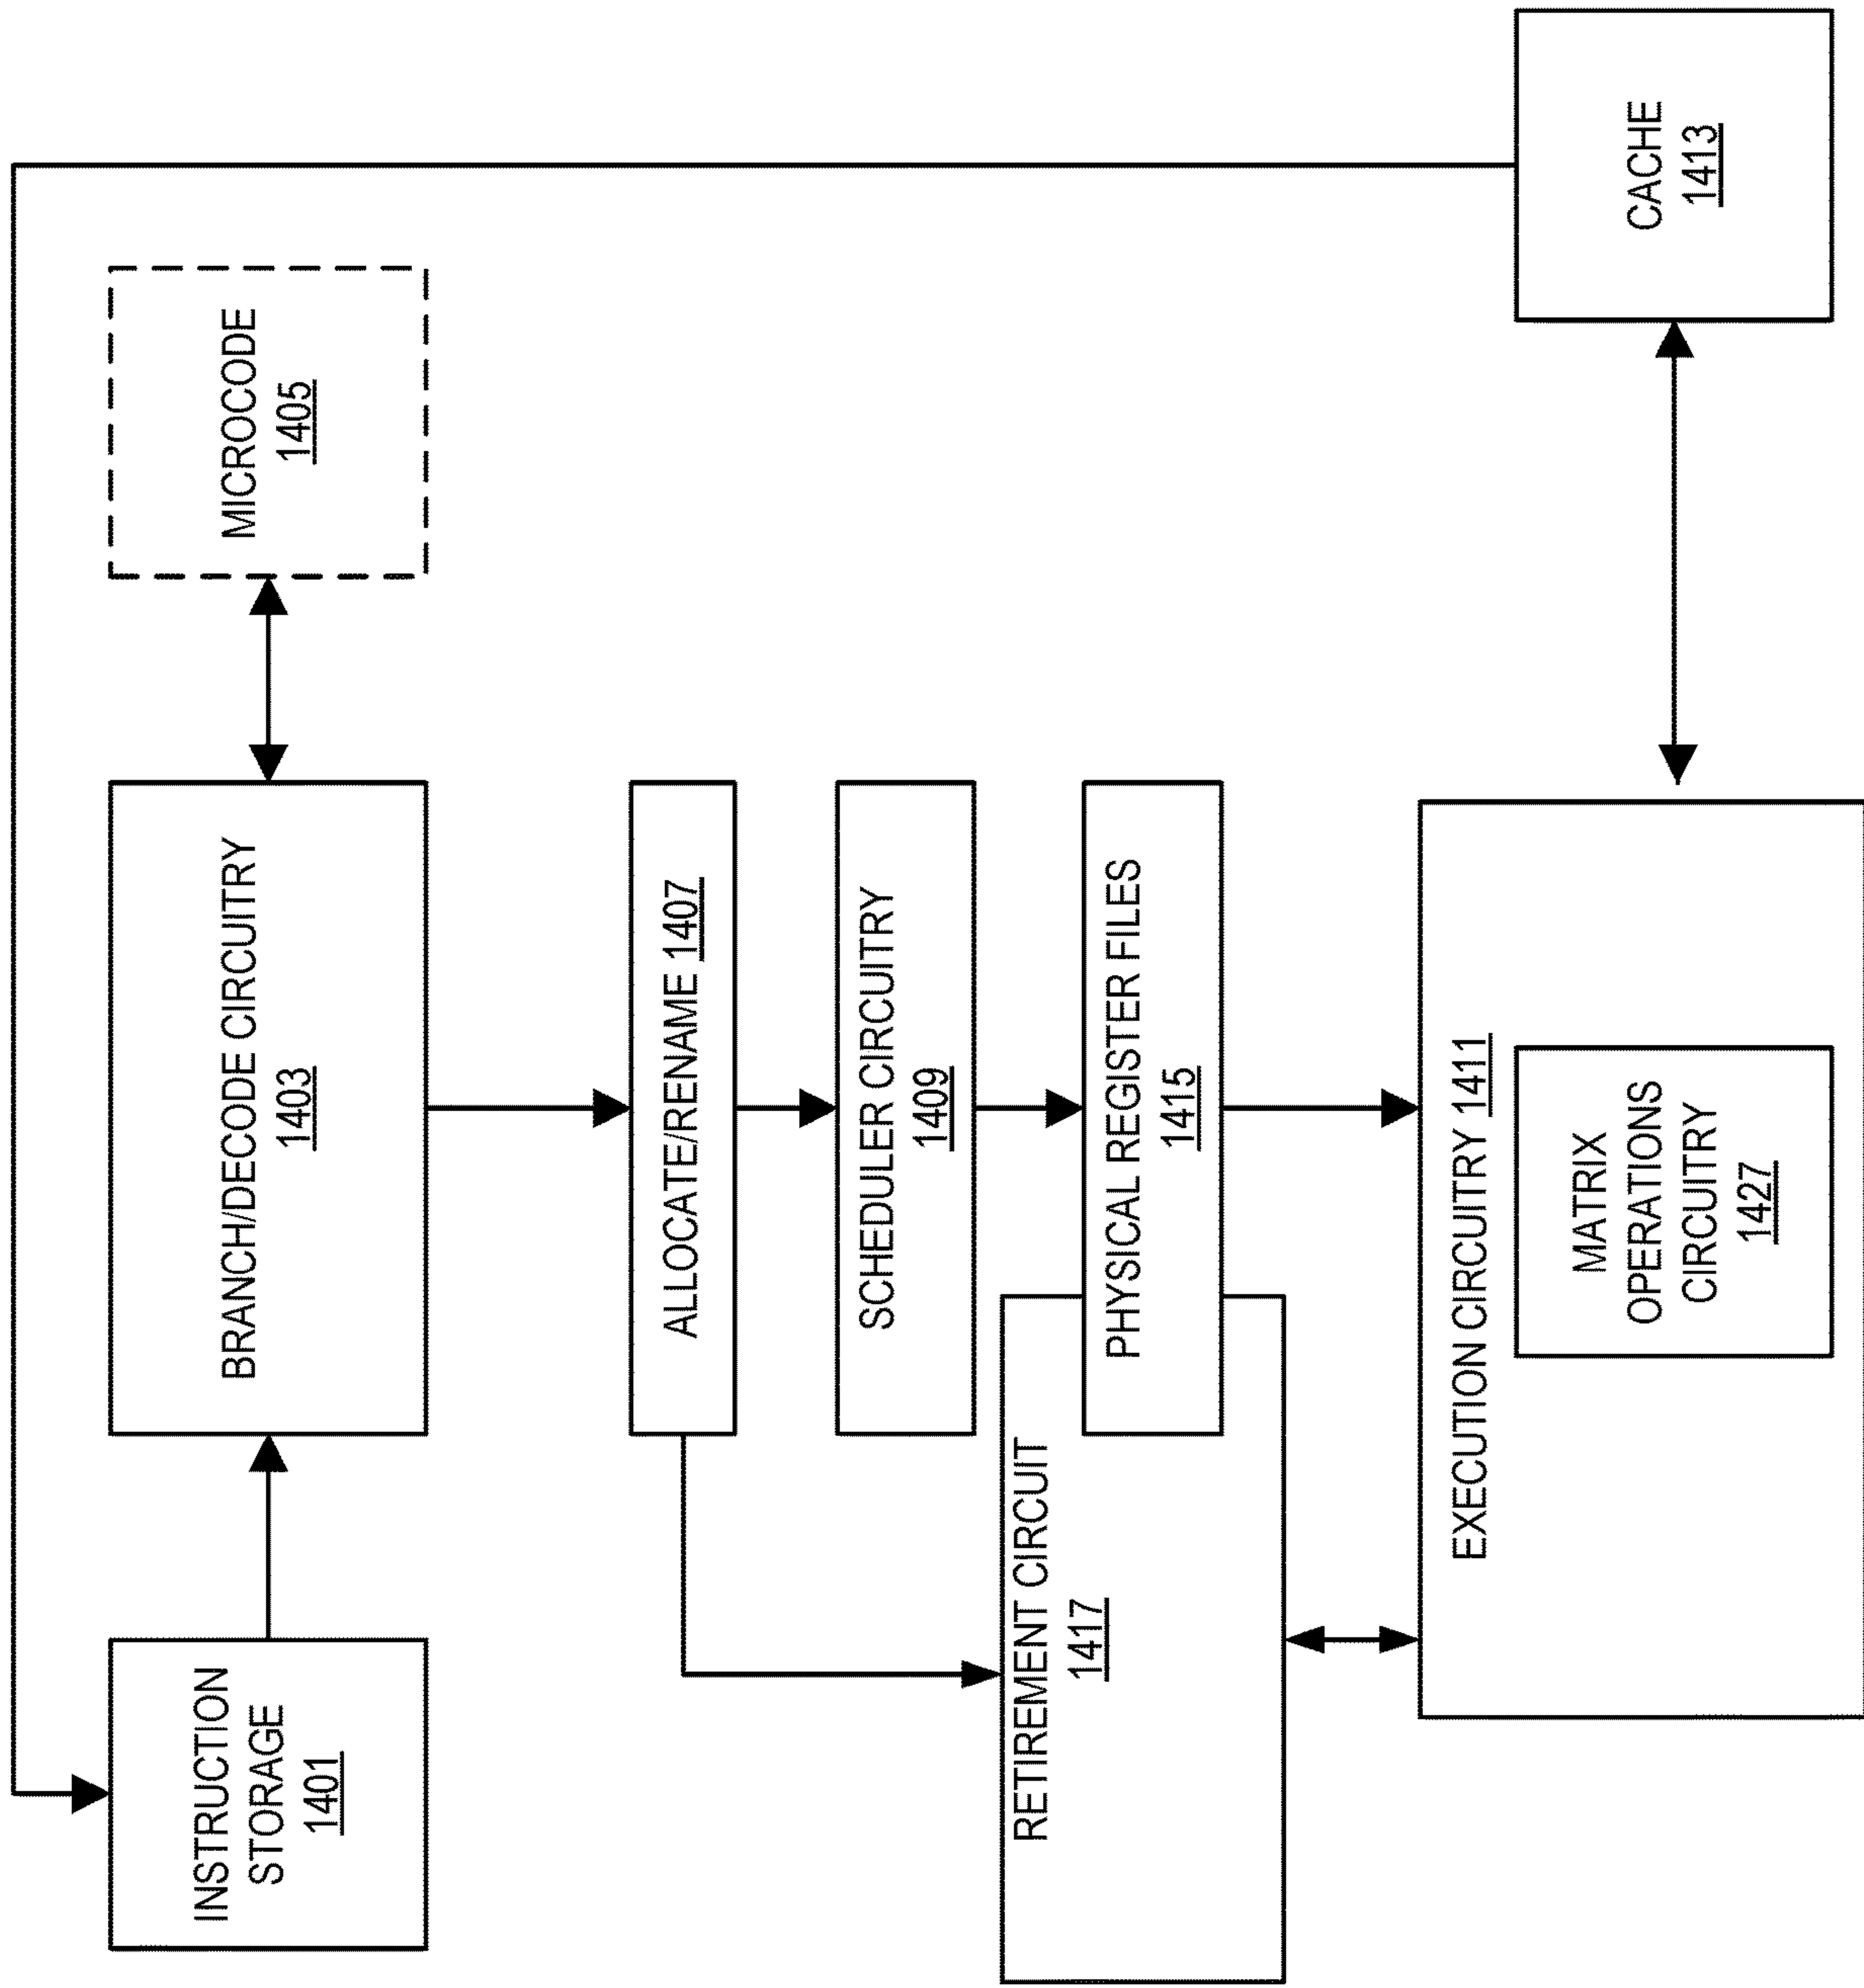 INSTRUCTION
STORAGE
1401
BRANCH/DECODE CIRCUITRY
1403
MICROCODE
1405
ALLOCATE/RENAME 1407
SCHEDULER CIRCUITRY
1409
RETIREMENT CIRCUIT
1417
PHYSICAL REGISTER FILES
1415
EXECUTION CIRCUITRY 1411
MATRIX
OPERATIONS
CIRCUITRY
1427
CACHE
1413